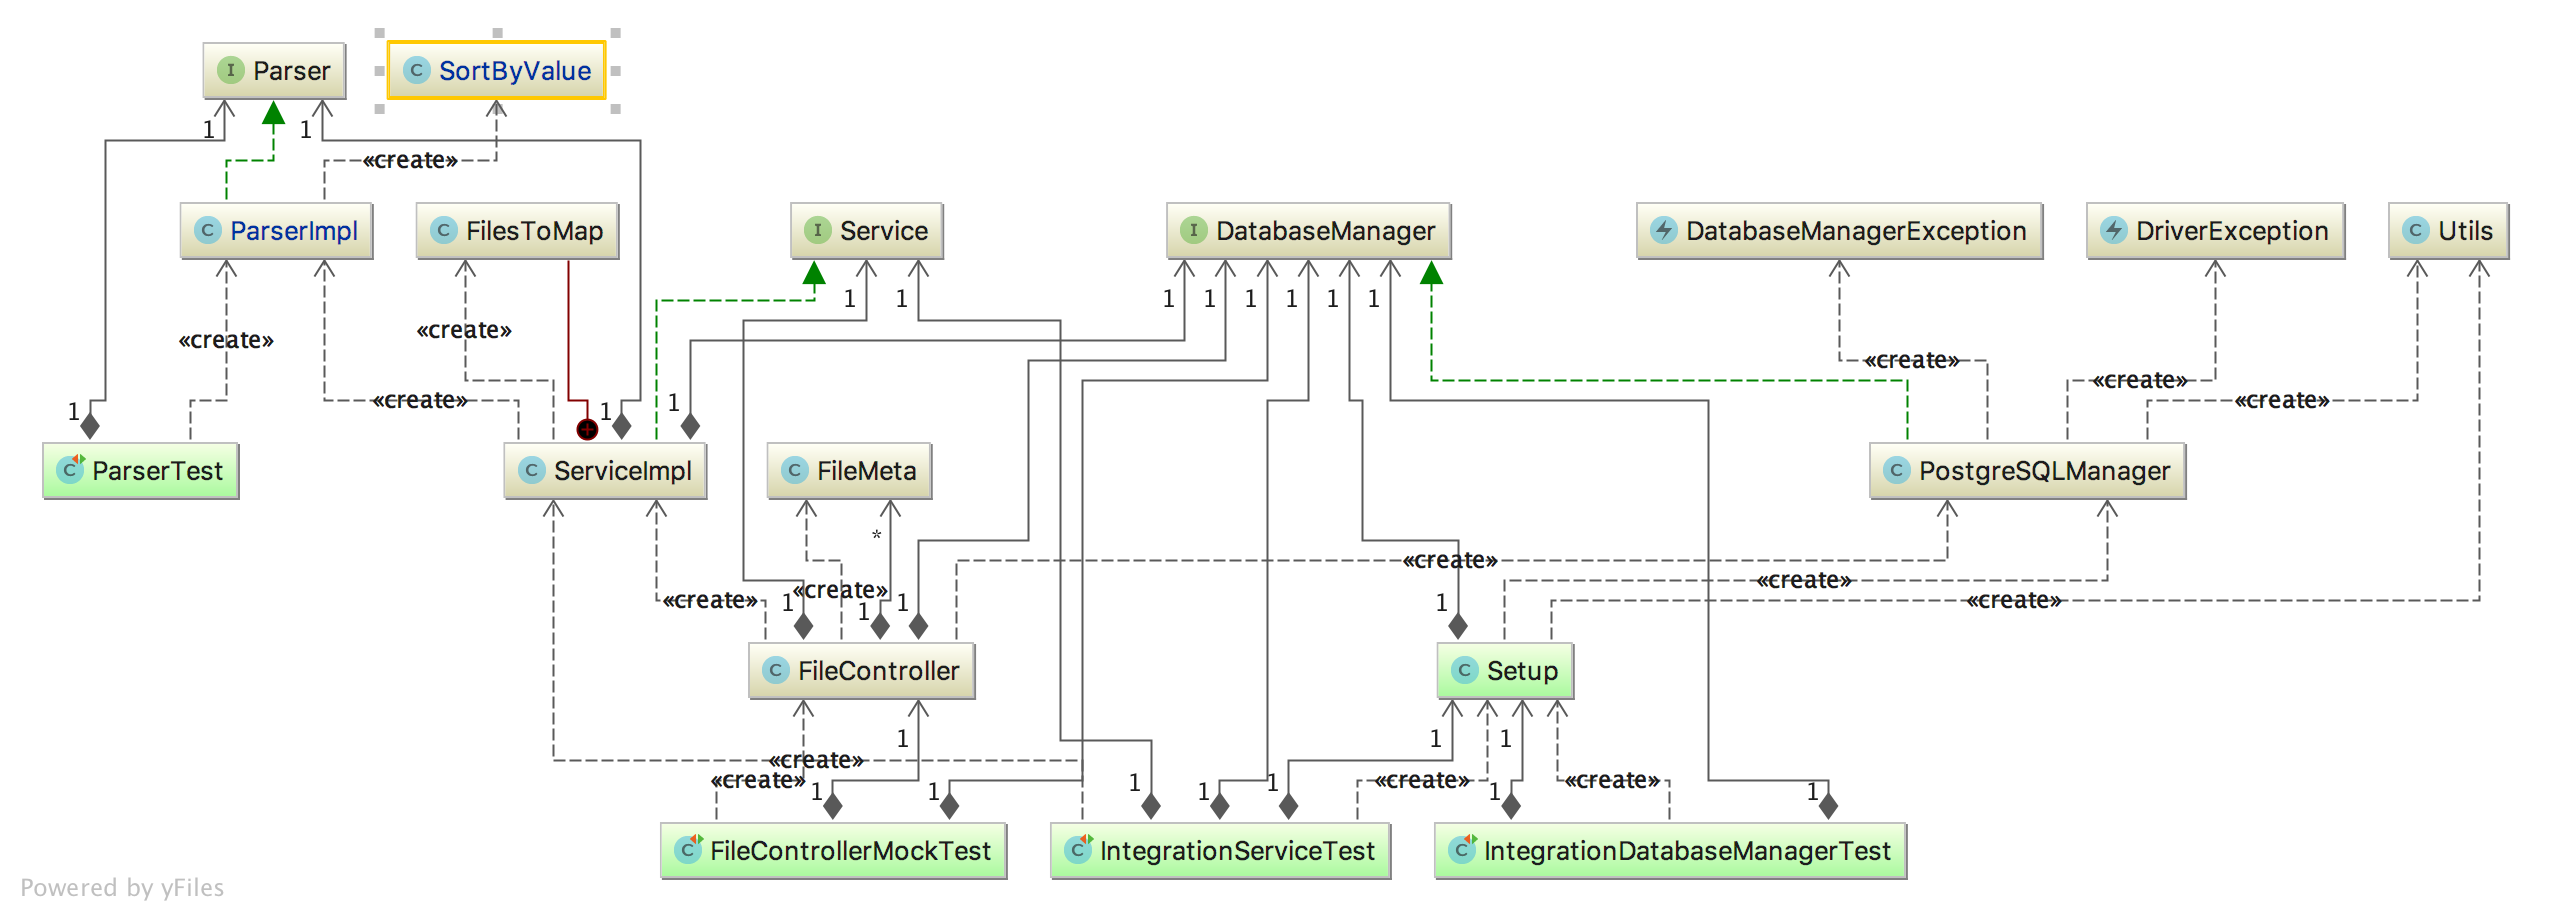 I Parser
C SortByValue
1
1
«create»
C ParserImpl
C FilesToMap
I Service
I DatabaseManager
DatabaseManagerException
DriverException
C Utils
1
1
1
1
1
1
1
1
«create»
«create»
«create»
«create»
«create»
«create»
1
1
1
C ParserTest
C ServiceImpl
C FileMeta
C PostgreSQLManager
*
«create»
«create»
«create»
«create»
«create»
1
1
1
1
C FileController
C Setup
1
1
1
«create»
«create»
«create»
«create»
1
1
1
1
1
1
1
C FileControllerMockTest
C IntegrationServiceTest
C IntegrationDatabaseManagerTest
Powered by yFiles